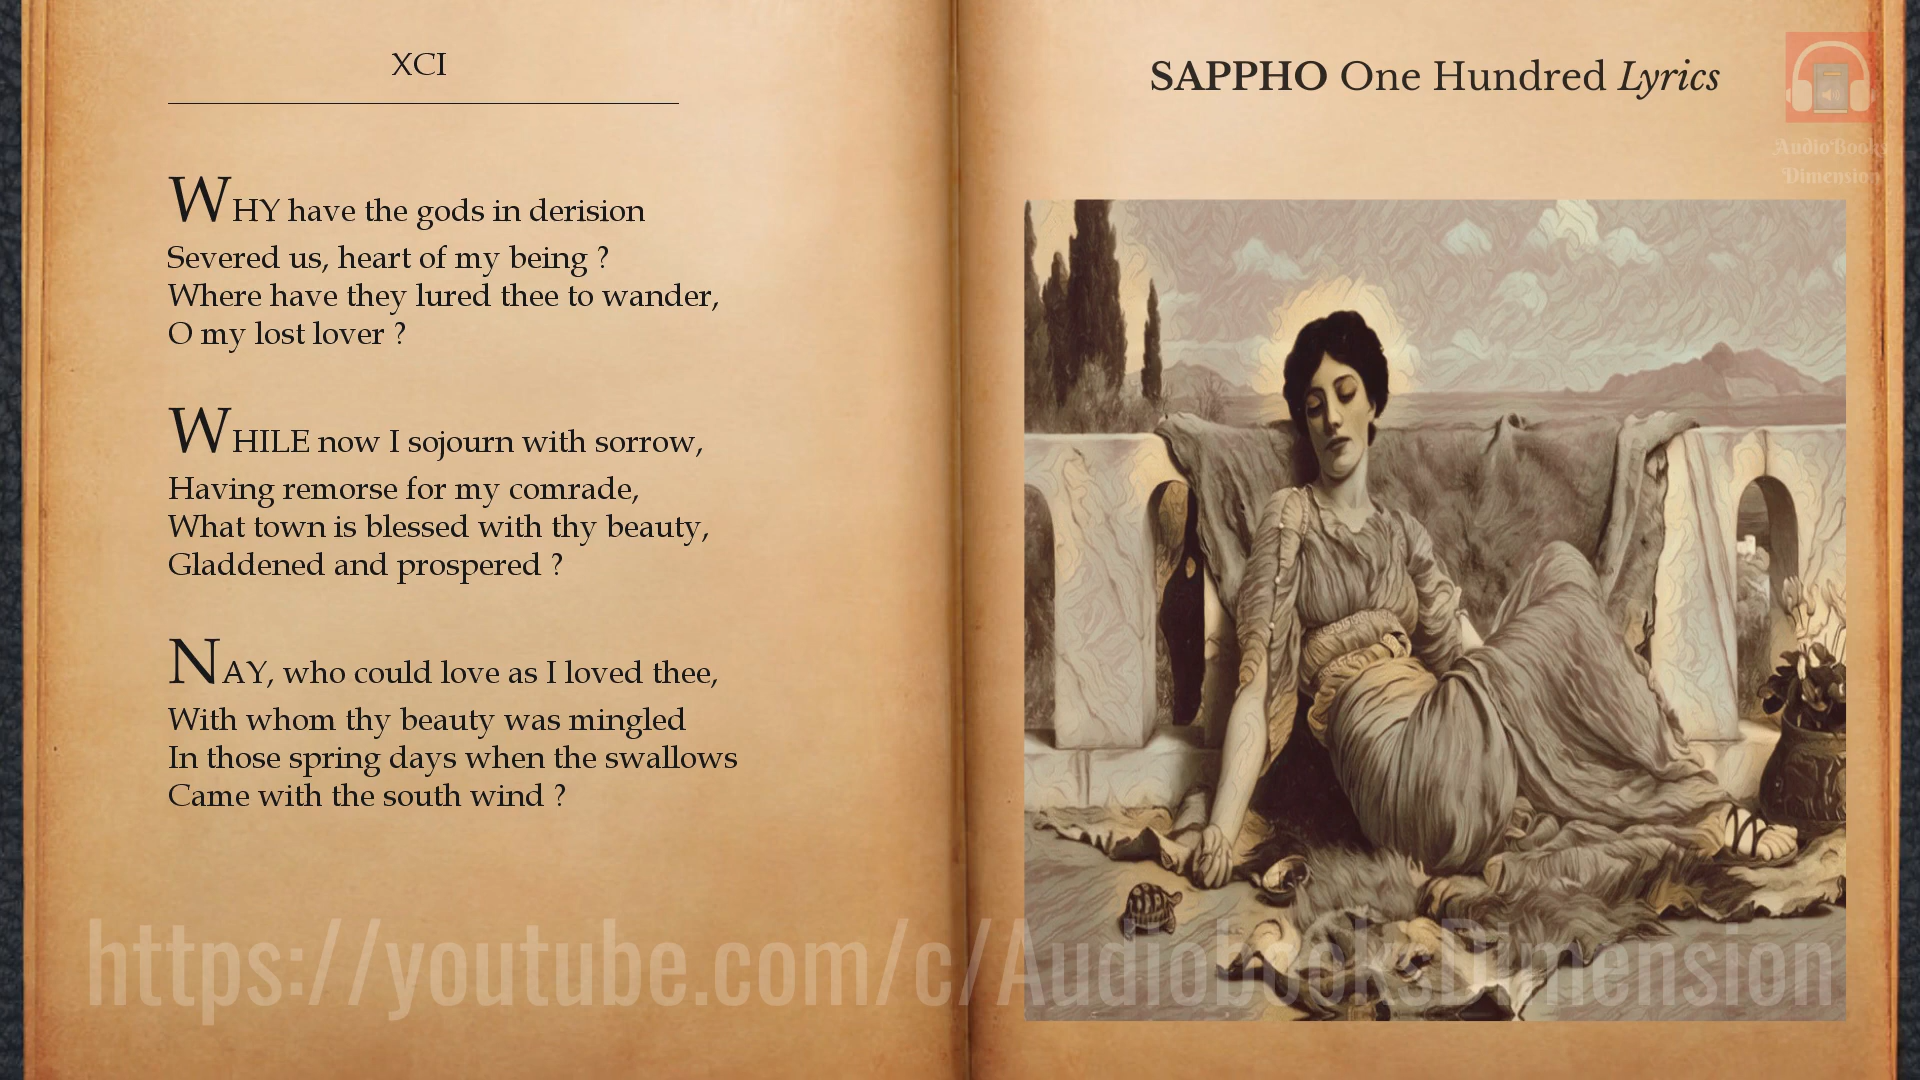 XCI
WHY have the gods in derision
Severed us, heart of my being ?
Where have they lured thee to wander,
O my lost lover ?
WHILE now I sojourn with sorrow,
Having remorse for my comrade,
What town is blessed with thy beauty,
Gladdened and prospered ?
NAY, who could love as I loved thee,
With whom thy beauty was mingled
In those spring days when the swallows
Came with the south wind ?
SAPPHO One Hundred Lyrics
AudioBooks
Dimension
https://youtube.com/c/AudiobooksDimension